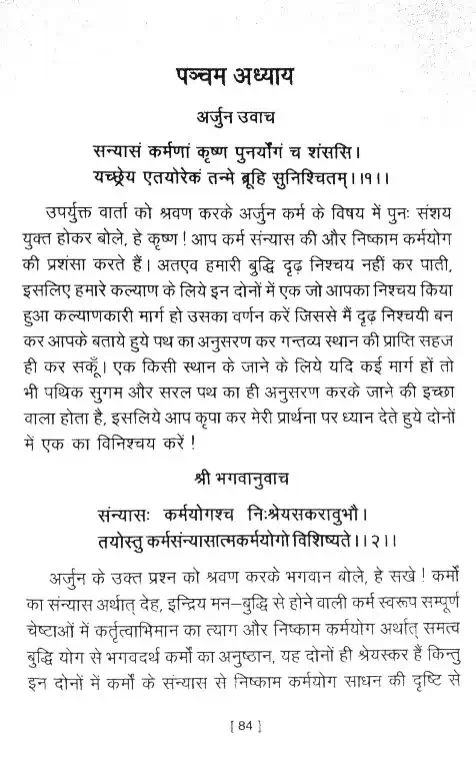 पञ्चम अध्याय
अर्जुन उवाच
सन्यासं कर्मणां कृष्ण पुनर्योगं च शंससि।
यच्छ्रेय एतयोरेकं तन्मे ब्रूहि सुनिश्चितम्।।१।।
उपर्युक्त वार्ता को श्रवण करके अर्जुन कर्म के विषय में पुनः संशय
युक्त होकर बोले, हे कृष्ण! आप कर्म संन्यास की और निष्काम कर्मयोग
की प्रशंसा करते हैं। अतएव हमारी बुद्धि दृढ़ निश्चय नहीं कर पाती,
इसलिए हमारे कल्याण के लिये इन दोनों में एक जो आपका निश्चय किया
हुआ कल्याणकारी मार्ग हो उसका वर्णन करें जिससे मैं दृढ़ निश्चयी बन
कर आपके बताये हुये पथ का अनुसरण कर गन्तव्य स्थान की प्राप्ति सहज
ही कर सकूँ। एक किसी स्थान के जाने के लिये यदि कई मार्ग हों तो
भी पथिक सुगम और सरल पथ का ही अनुसरण करके जाने की इच्छा
वाला होता है, इसलिये आप कृपा कर मेरी प्रार्थना पर ध्यान देते हुये दोनों
में एक का विनिश्चय करें!
श्री भगवानुवाच
संन्यासः कर्मयोगश्च निःश्रेयसकरावुभौ।
तयोस्तु कर्मसंन्यासात्मकर्मयोगो विशिष्यते।।२।।
अर्जुन के उक्त प्रश्न को श्रवण करके भगवान बोले, हे सखे! कर्मों
का संन्यास अर्थात् देह, इन्द्रिय मन–बुद्धि से होने वाली कर्म स्वरूप सम्पूर्ण
चेष्टाओं में कर्तृत्वाभिमान का त्याग और निष्काम कर्मयोग अर्थात् समत्व
बुद्धि योग से भगवदर्थ कर्मों का अनुष्ठान, यह दोनों ही श्रेयस्कर हैं किन्तु
इन दोनों में कर्मों के संन्यास से निष्काम कर्मयोग साधन की दृष्टि से
[ 84 ]